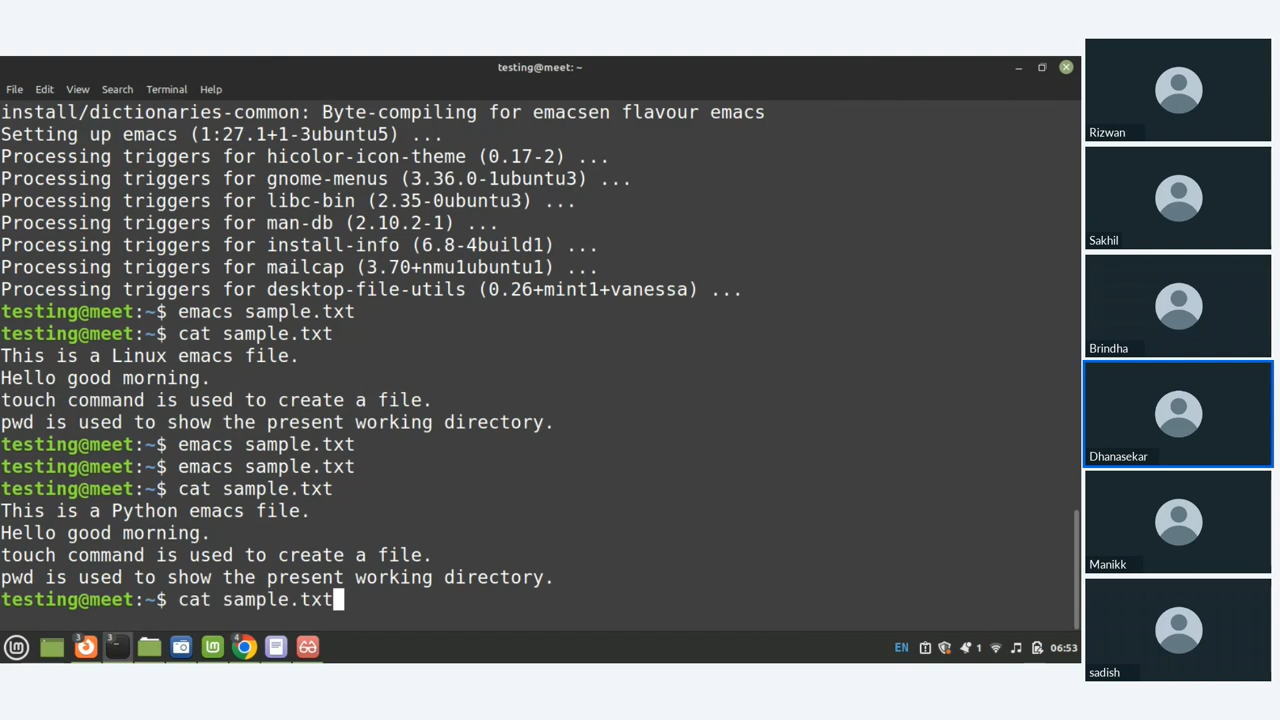 testing@meet: ~
File Edit View Search Terminal Help
install/dictionaries-common: Byte-compiling for emacsen flavour emacs
Setting up emacs (1:27.1+1-3ubuntu5) ...
Processing triggers for hicolor-icon-theme (0.17-2) ...
Processing triggers for gnome-menus (3.36.0-1ubuntu3) ...
Processing triggers for libc-bin (2.35-0ubuntu3) ...
Processing triggers for man-db (2.10.2-1) ...
Processing triggers for install-info (6.8-4build1) ...
Processing triggers for mailcap (3.70+nmu1ubuntu1) ...
Processing triggers for desktop-file-utils (0.26+mint1+vanessa) ...
testing@meet:~$ emacs sample.txt
testing@meet:~$ cat sample.txt
This is a Linux emacs file.
Hello good morning.
touch command is used to create a file.
pwd is used to show the present working directory.
testing@meet:~$ emacs sample.txt
testing@meet:~$ emacs sample.txt
testing@meet:~$ cat sample.txt
This is a Python emacs file.
Hello good morning.
touch command is used to create a file.
pwd is used to show the present working directory.
testing@meet:~$ cat sample.txt
3 3 4 EN 1 06:53
Rizwan
Sakhil
Brindha
Dhanasekar
Manikk
sadish